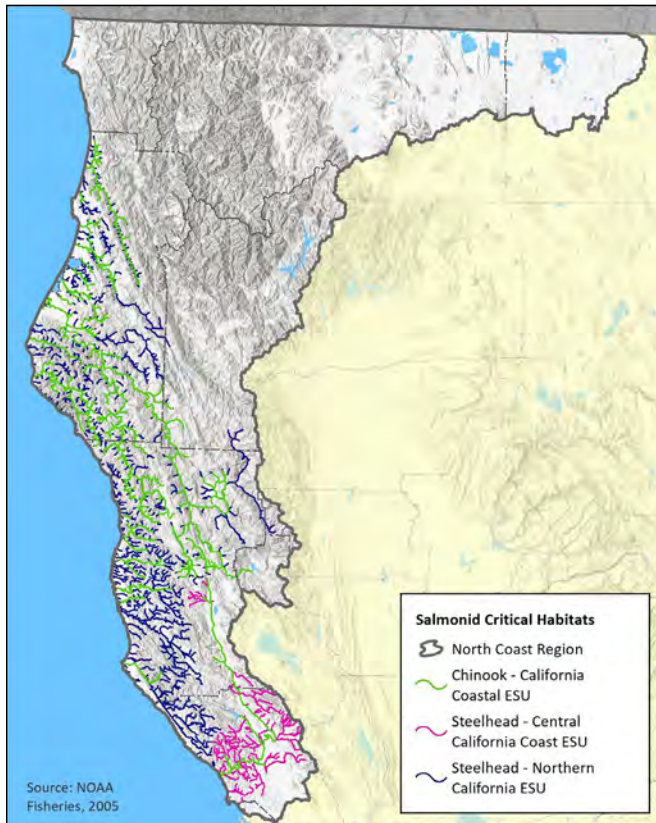 Salmonid Critical Habitats
North Coast Region
Chinook - California
Coastal ESU
Steelhead - Central
California Coast ESU
Steelhead - Northern
California ESU
Source: NOAA
Fisheries, 2005